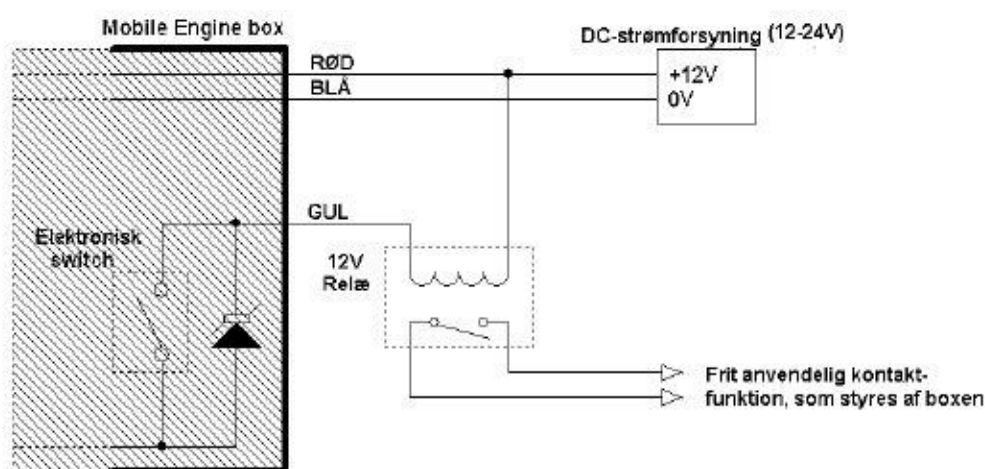 Mobile Engine box
DC-strømforsyning (12-24V)
RØD
+12V
BLÅ
0V
GUL
Elektronisk
switch
12V
Relæ
Frit anvendelig kontakt-
funktion, som styres af boxen